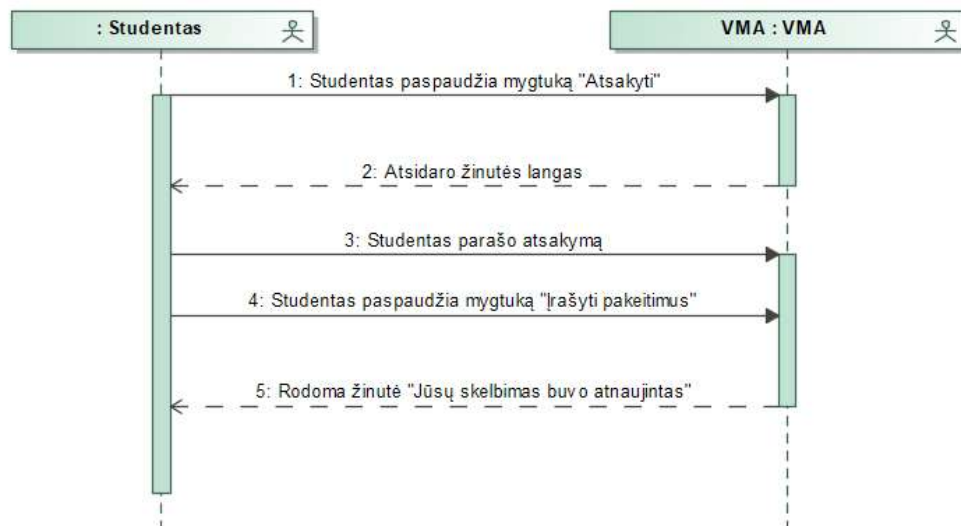 : Studentas
VMA : VMA
1: Studentas paspaudžia mygtuką "Atsakyti"
2: Atsidaro žinutės langas
3: Studentas parašo atsakymą
4: Studentas paspaudžia mygtuką "Įrašyti pakeitimus"
5: Rodoma žinutė "Jūsų skelbimas buvo atnaujintas"